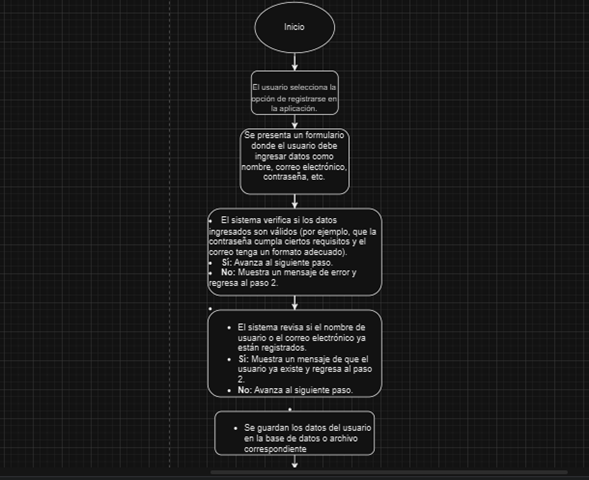 Inicio
El usuario selecciona la
opción de registrarse en
la aplicación.
Se presenta un formulario
donde el usuario debe
ingresar datos como
nombre, correo electrónico,
contraseña, etc.
• El sistema verifica si los datos
ingresados son válidos (por ejemplo, que la
contraseña cumpla ciertos requisitos y el
correo tenga un formato adecuado).
• Sí: Avanza al siguiente paso.
• No: Muestra un mensaje de error y
regresa al paso 2.
• El sistema revisa si el nombre de
usuario o el correo electrónico ya
están registrados.
• Sí: Muestra un mensaje de que el
usuario ya existe y regresa al paso
2.
• No: Avanza al siguiente paso.
• Se guardan los datos del usuario
en la base de datos o archivo
correspondiente